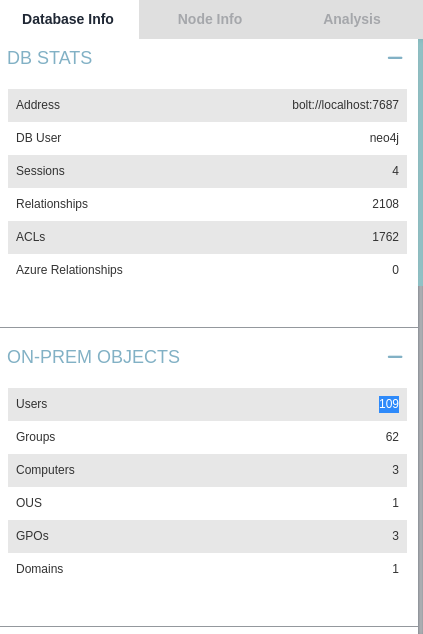 Database Info Node Info Analysis
DB STATS
Address bolt://localhost:7687
DB User neo4j
Sessions 4
Relationships 2108
ACLs 1762
Azure Relationships 0
ON-PREM OBJECTS
Users 109
Groups 62
Computers 3
OUS 1
GPOs 3
Domains 1